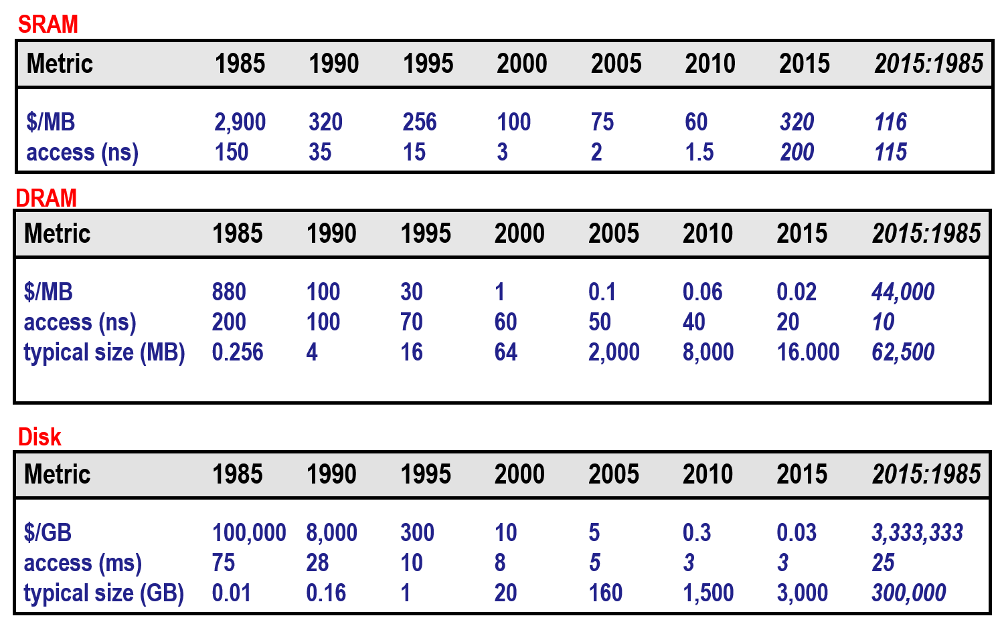 SRAM
Metric 1985 1990 1995 2000 2005 2010 2015 2015:1985
$/MB 2,900 320 256 100 75 60 320 116
access (ns) 150 35 15 3 2 1.5 200 115
DRAM
Metric 1985 1990 1995 2000 2005 2010 2015 2015:1985
$/MB 880 100 30 1 0.1 0.06 0.02 44,000
access (ns) 200 100 70 60 50 40 20 10
typical size (MB) 0.256 4 16 64 2,000 8,000 16.000 62,500
Disk
Metric 1985 1990 1995 2000 2005 2010 2015 2015:1985
$/GB 100,000 8,000 300 10 5 0.3 0.03 3,333,333
access (ms) 75 28 10 8 5 3 3 25
typical size (GB) 0.01 0.16 1 20 160 1,500 3,000 300,000